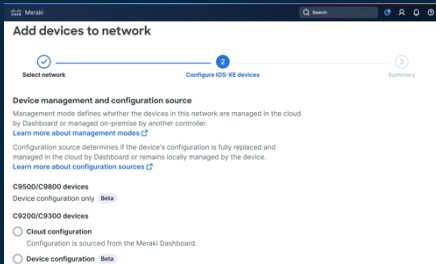 cisco Meraki
Search
Add devices to network
2
3
Select network
Configure IOS-XE devices
Summary
Device management and configuration source
Management mode defines whether the devices in this network are managed in the cloud
by Dashboard or managed on-premise by another controller.
Learn more about management modes
Configuration source determines if the device's configuration is fully replaced and
managed in the cloud by Dashboard or remains locally managed by the device.
Learn more about configuration sources
C9500/C9800 devices
Device configuration only Beta
C9200/C9300 devices
Cloud configuration
Configuration is sourced from the Meraki Dashboard.
Device configuration Beta